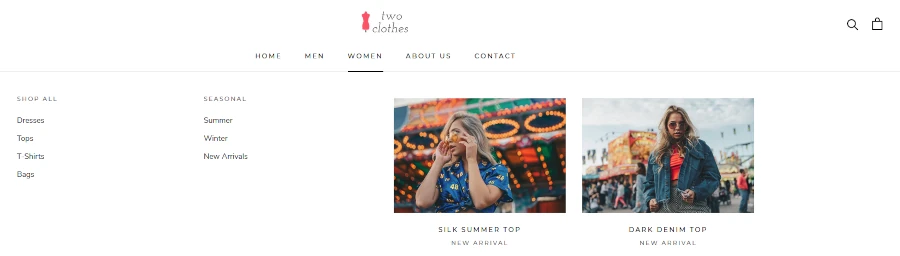 two
clothes
HOME MEN WOMEN ABOUT US CONTACT
SHOP ALL
Dresses
Tops
T-Shirts
Bags
SEASONAL
Summer
Winter
New Arrivals
SILK SUMMER TOP
NEW ARRIVAL
DARK DENIM TOP
NEW ARRIVAL